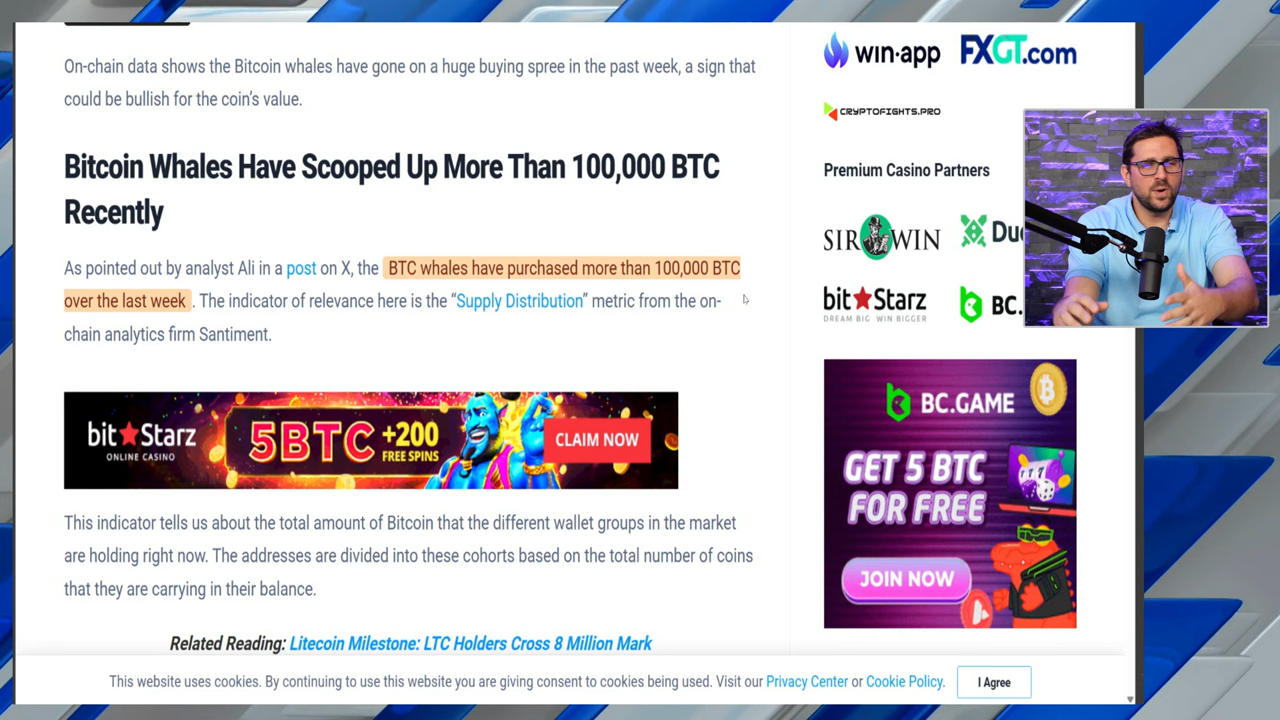 On-chain data shows the Bitcoin whales have gone on a huge buying spree in the past week, a sign that
could be bullish for the coin's value.
Bitcoin Whales Have Scooped Up More Than 100,000 BTC
Recently
As pointed out by analyst Ali in a post on X, the BTC whales have purchased more than 100,000 BTC
over the last week . The indicator of relevance here is the “Supply Distribution” metric from the on-
chain analytics firm Santiment.
bit★Starz
ONLINE CASINO
5BTC
+200
FREE SPINS
CLAIM NOW
This indicator tells us about the total amount of Bitcoin that the different wallet groups in the market
are holding right now. The addresses are divided into these cohorts based on the total number of coins
that they are carrying in their balance.
Related Reading: Litecoin Milestone: LTC Holders Cross 8 Million Mark
win·app
FXGT.com
CRYPTOFIGHTS.PRO
Premium Casino Partners
SIR WIN
bit★Starz
DREAM BIG WIN BIGGER
BC.
BC.GAME
GET 5 BTC
FOR FREE
JOIN NOW
This website uses cookies. By continuing to use this website you are giving consent to cookies being used. Visit our Privacy Center or Cookie Policy.
I Agree